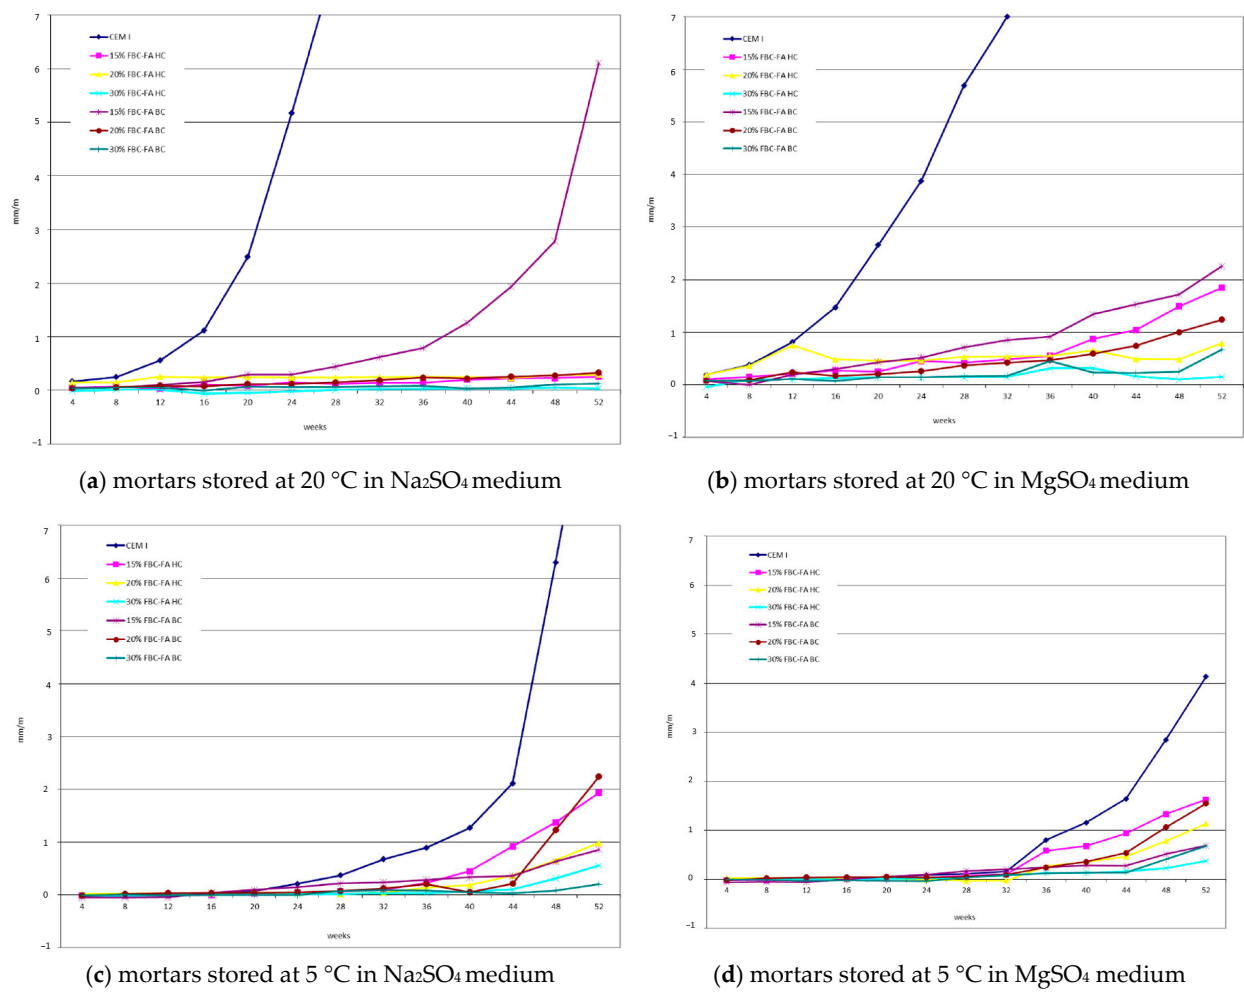 7
6
5
4
3
2
1
0
−1
mm/m
CEM I
15% FBC-FA HC
20% FBC-FA HC
30% FBC-FA HC
15% FBC-FA BC
20% FBC-FA BC
30% FBC-FA BC
4 8 12 16 20 24 28 32 36 40 44 48 52
weeks
(a) mortars stored at 20 °C in Na₂SO₄ medium
7
6
5
4
3
2
1
0
−1
mm/m
CEM I
15% FBC-FA HC
20% FBC-FA HC
30% FBC-FA HC
15% FBC-FA BC
20% FBC-FA BC
30% FBC-FA BC
4 8 12 16 20 24 28 32 36 40 44 48 52
weeks
(b) mortars stored at 20 °C in MgSO₄ medium
7
6
5
4
3
2
1
0
−1
mm/m
CEM I
15% FBC-FA HC
20% FBC-FA HC
30% FBC-FA HC
15% FBC-FA BC
20% FBC-FA BC
30% FBC-FA BC
4 8 12 16 20 24 28 32 36 40 44 48 52
weeks
(c) mortars stored at 5 °C in Na₂SO₄ medium
7
6
5
4
3
2
1
0
−1
mm/m
CEM I
15% FBC-FA HC
20% FBC-FA HC
30% FBC-FA HC
15% FBC-FA BC
20% FBC-FA BC
30% FBC-FA BC
4 8 12 16 20 24 28 32 36 40 44 48 52
weeks
(d) mortars stored at 5 °C in MgSO₄ medium